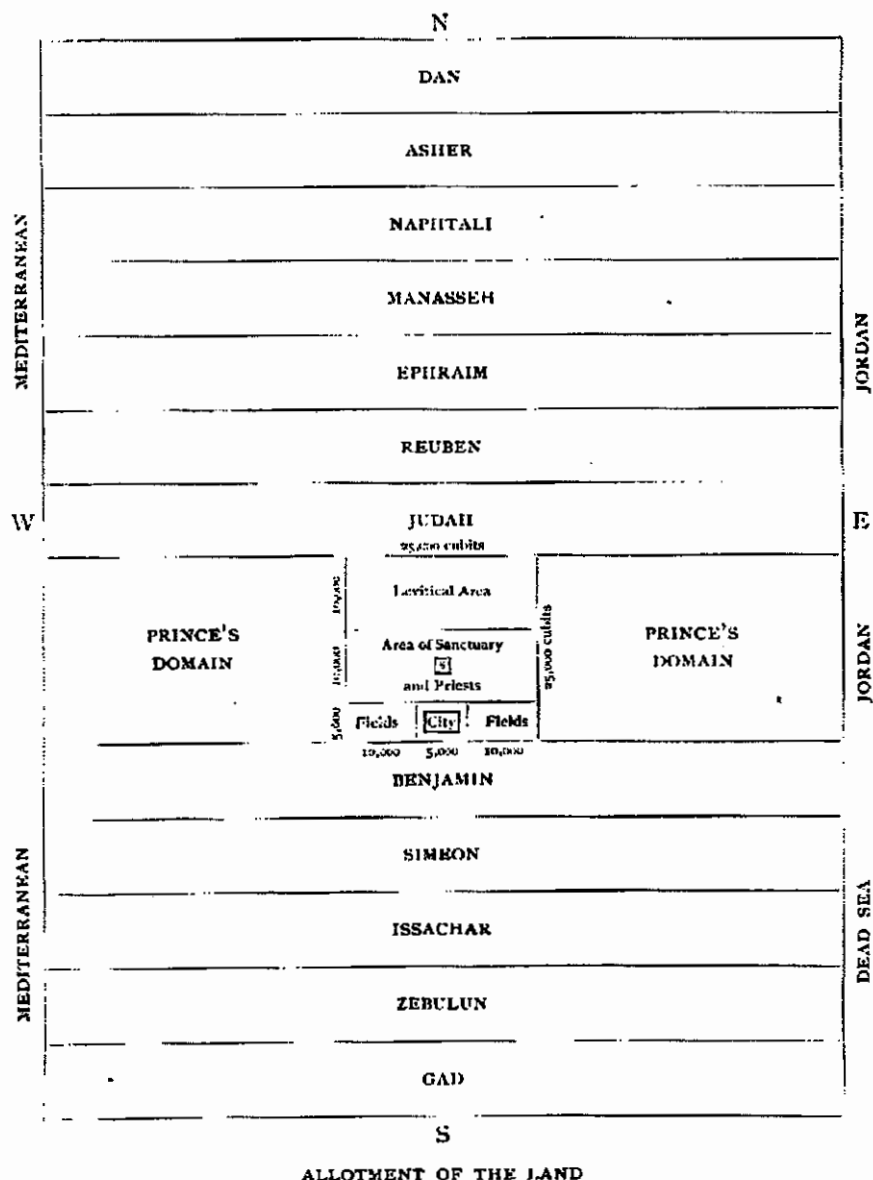 N
DAN
ASHER
NAPHTALI
MEDITERRANEAN
MANASSEH
JORDAN
EPHRAIM
REUBEN
W
JUDAH
E
25,000 cubits
10,000
Levitical Area
PRINCE'S
DOMAIN
10,000
Area of Sanctuary
S
and Priests
25,000 cubits
PRINCE'S
DOMAIN
JORDAN
5,000
Fields
City
Fields
10,000
5,000
10,000
BENJAMIN
SIMEON
MEDITERRANEAN
ISSACHAR
DEAD SEA
ZEBULUN
GAD
S
ALLOTMENT OF THE LAND